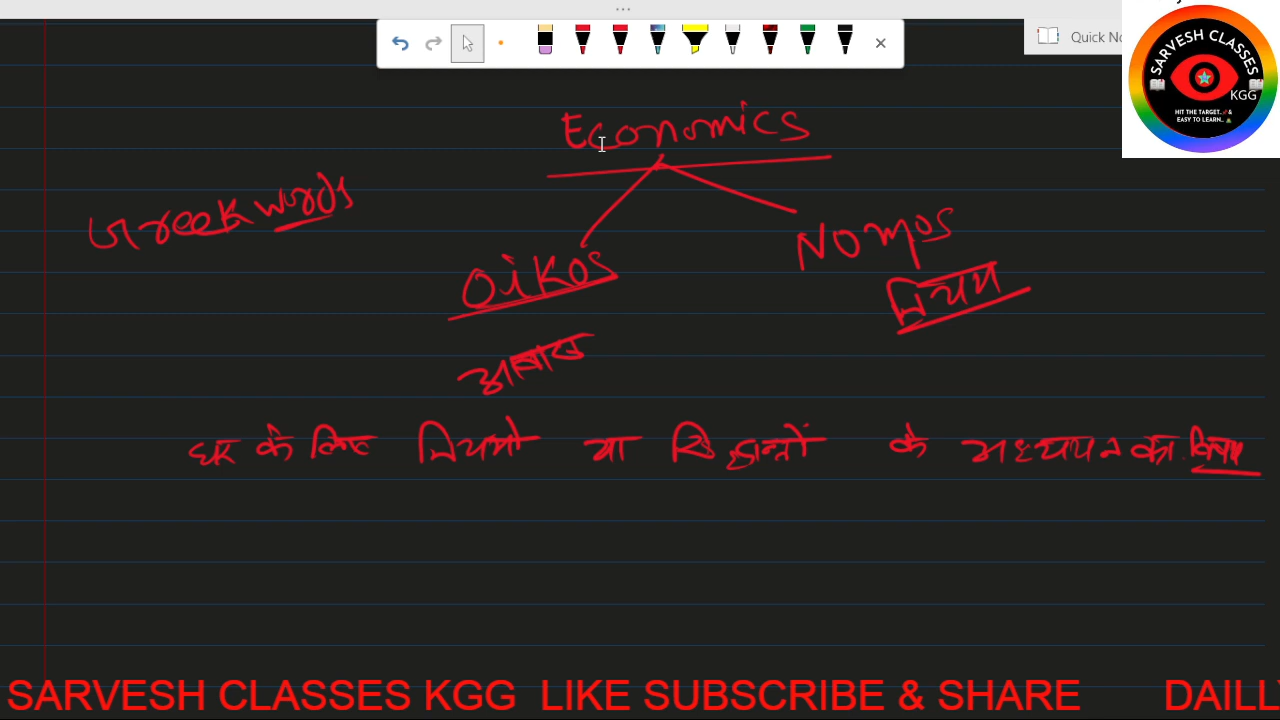 Quick No
SARVESH CLASSES
KGG
HIT THE TARGET..&
EASY TO LEARN..
Economics
Greek words
Oikos
Nomos
नियम
आवास
घर के लिए नियमों या सिद्धान्तों के अध्ययन का विषय
SARVESH CLASSES KGG LIKE SUBSCRIBE & SHARE DAILL